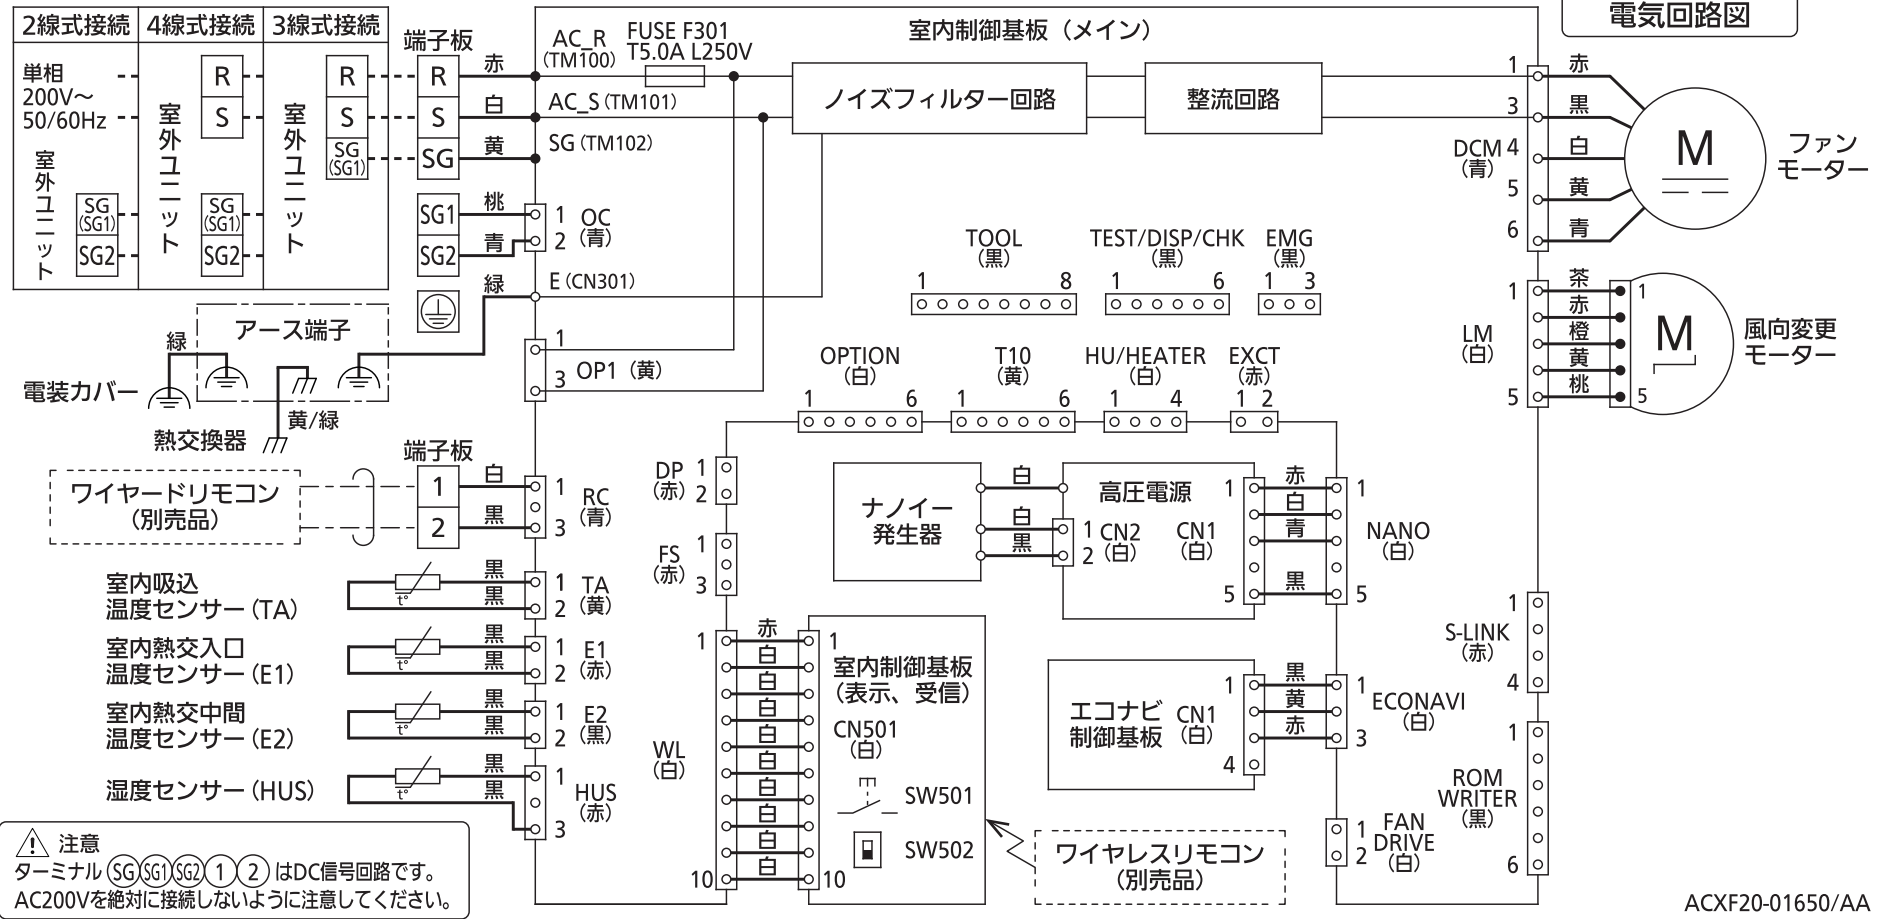 電気回路図
2線式接続
4線式接続
3線式接続
単相
200V～
50/60Hz
室外ユニット
SG
(SG1)
SG2
室外ユニット
R
S
SG
(SG1)
SG2
室外ユニット
R
S
SG
(SG1)
端子板
R
S
SG
SG1
SG2
赤
白
黄
桃
青
緑
AC_R
(TM100)
FUSE F301
T5.0A L250V
AC_S (TM101)
SG (TM102)
1
2
OC
(青)
E (CN301)
1
3
OP1 (黄)
室内制御基板（メイン）
ノイズフィルター回路
整流回路
1
3
DCM 4
(青)
5
6
赤
黒
白
黄
青
M
ファン
モーター
TOOL
(黒)
1
8
TEST/DISP/CHK
(黒)
1
6
EMG
(黒)
1
3
1
LM
(白)
5
茶
赤
橙
黄
桃
1
M
5
風向変更
モーター
アース端子
緑
電装カバー
黄/緑
熱交換器
OPTION
(白)
1
6
T10
(黄)
1
6
HU/HEATER
(白)
1
4
EXCT
(赤)
1 2
端子板
ワイヤードリモコン
(別売品)
1
2
白
黒
1
RC
(青)
3
DP
(赤)
1
2
FS
(赤)
1
3
ナノイー
発生器
白
白
黒
高圧電源
1 CN2
2 (白)
CN1
(白)
1
5
赤
白
青
黒
1
NANO
(白)
5
室内吸込
温度センサー (TA)
t°
黒
黒
1 TA
2 (黄)
室内熱交入口
温度センサー (E1)
t°
黒
黒
1 E1
2 (赤)
室内熱交中間
温度センサー (E2)
t°
黒
黒
1 E2
2 (黒)
湿度センサー (HUS)
t°
黒
黒
1
HUS
(赤)
3
WL
(白)
1
10
赤
白
白
白
白
白
白
白
白
白
1
室内制御基板
(表示、受信)
CN501
(白)
SW501
SW502
10
ワイヤレスリモコン
(別売品)
エコナビ
制御基板
CN1
(白)
1
4
黒
黄
赤
1
ECONAVI
(白)
3
1
2
FAN
DRIVE
(白)
1
S-LINK
(赤)
4
1
ROM
WRITER
(黒)
6
注意
ターミナル SG SG1 SG2 1 2 はDC信号回路です。
AC200Vを絶対に接続しないように注意してください。
ACXF20-01650/AA